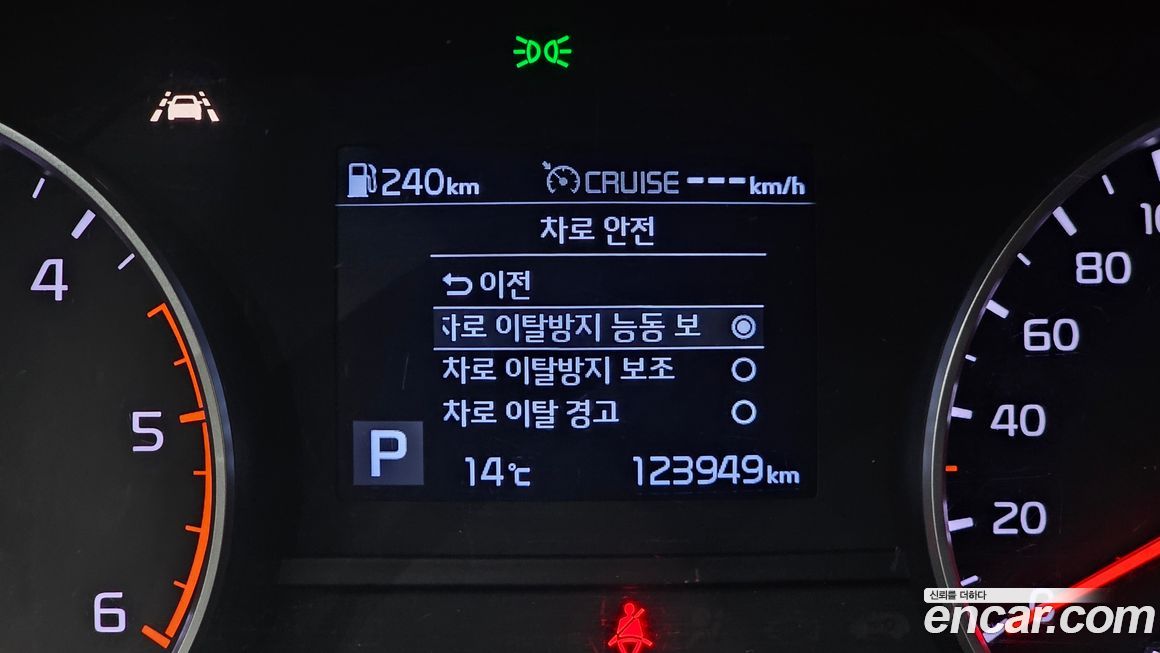 240km CRUISE ---km/h
차로 안전
이전
차로 이탈방지 능동 보
차로 이탈방지 보조
차로 이탈 경고
P 14℃ 123949km
4
5
6
80
60
40
20
0
신뢰를 더하다
encar.com